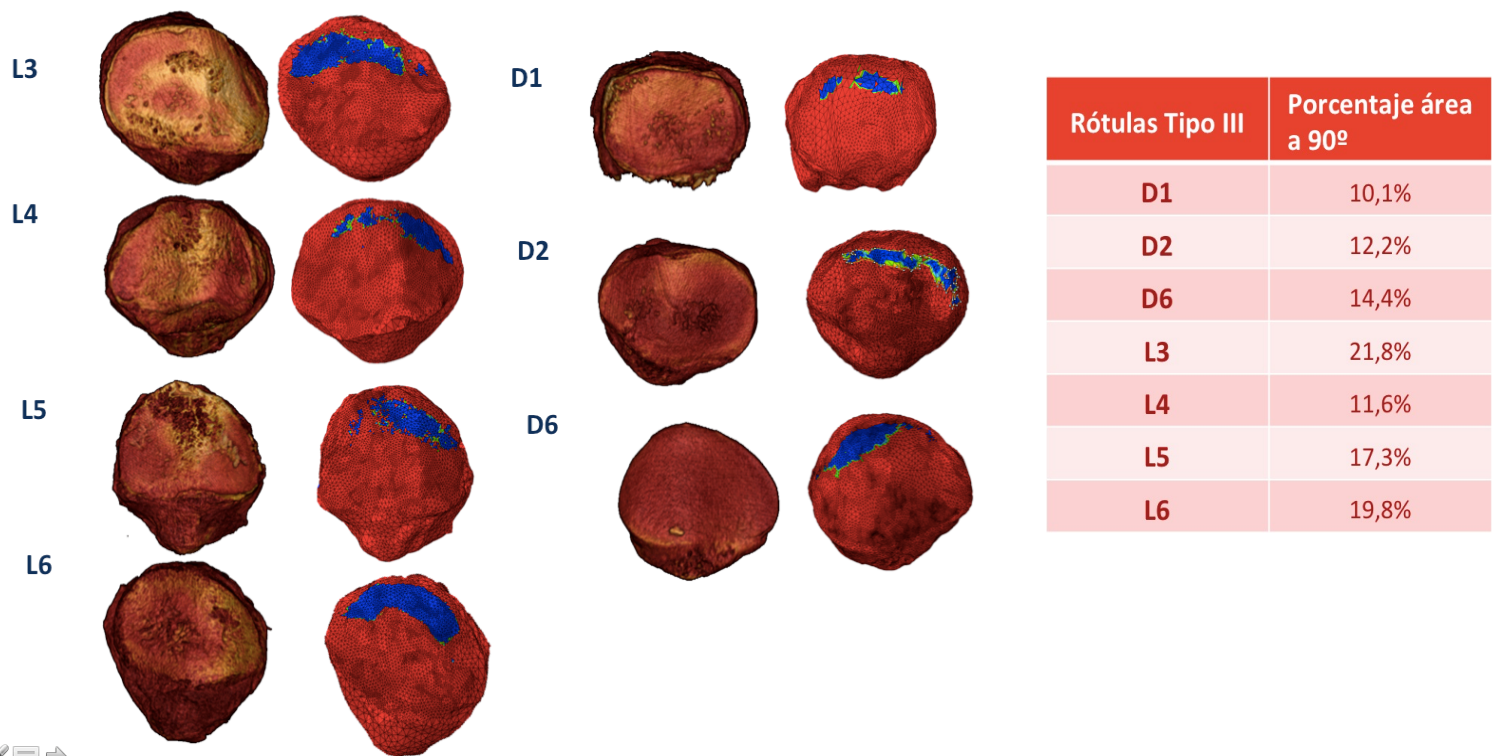 L3
L4
L5
L6
D1
D2
D6
Rótulas Tipo III
Porcentaje área
a 90º
D1 10,1%
D2 12,2%
D6 14,4%
L3 21,8%
L4 11,6%
L5 17,3%
L6 19,8%